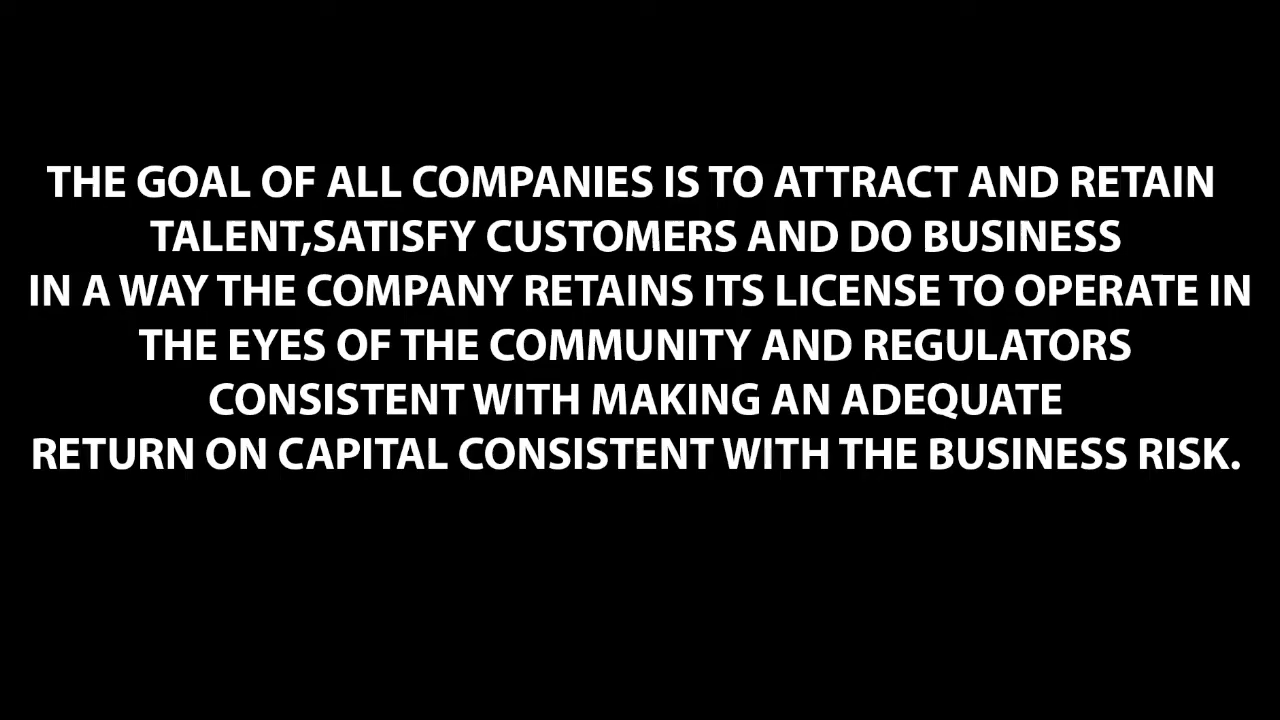 THE GOAL OF ALL COMPANIES IS TO ATTRACT AND RETAIN
TALENT,SATISFY CUSTOMERS AND DO BUSINESS
IN A WAY THE COMPANY RETAINS ITS LICENSE TO OPERATE IN
THE EYES OF THE COMMUNITY AND REGULATORS
CONSISTENT WITH MAKING AN ADEQUATE
RETURN ON CAPITAL CONSISTENT WITH THE BUSINESS RISK.